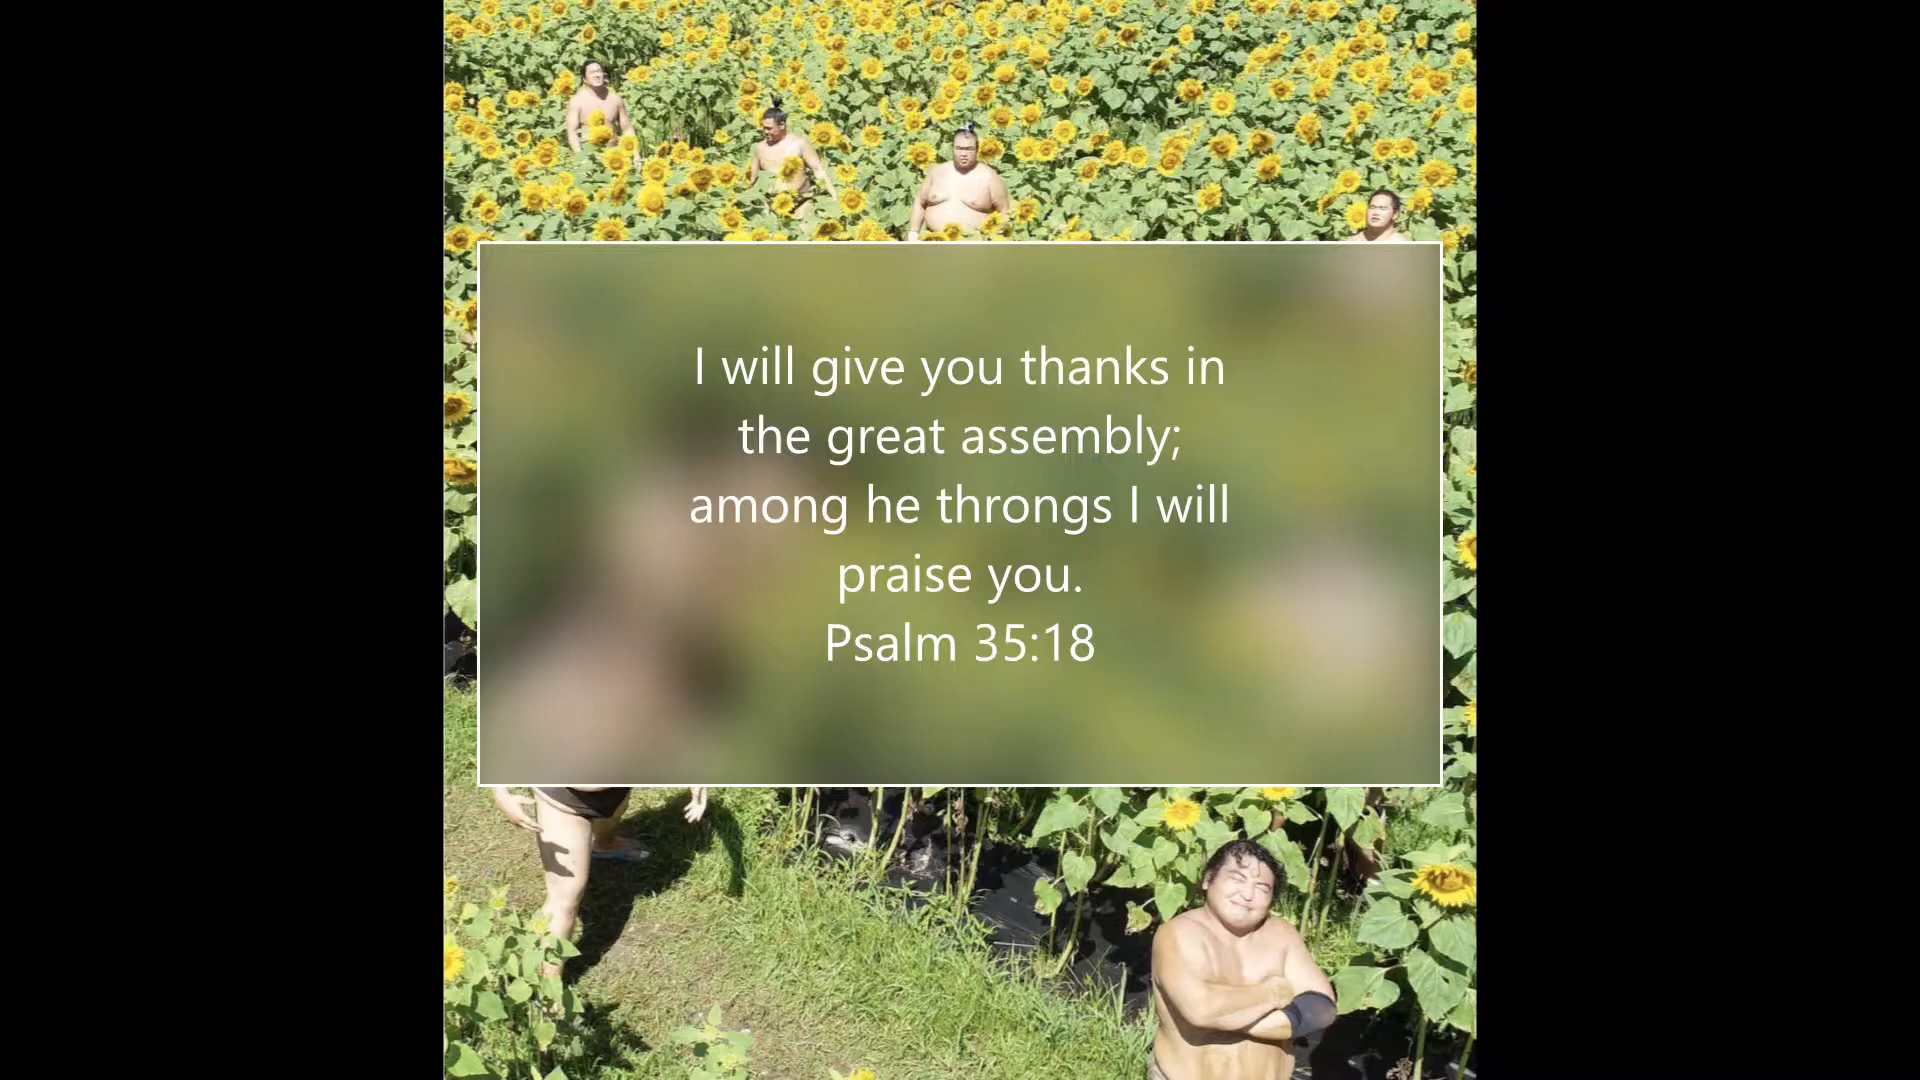 I will give you thanks in
the great assembly;
among he throngs I will
praise you.
Psalm 35:18